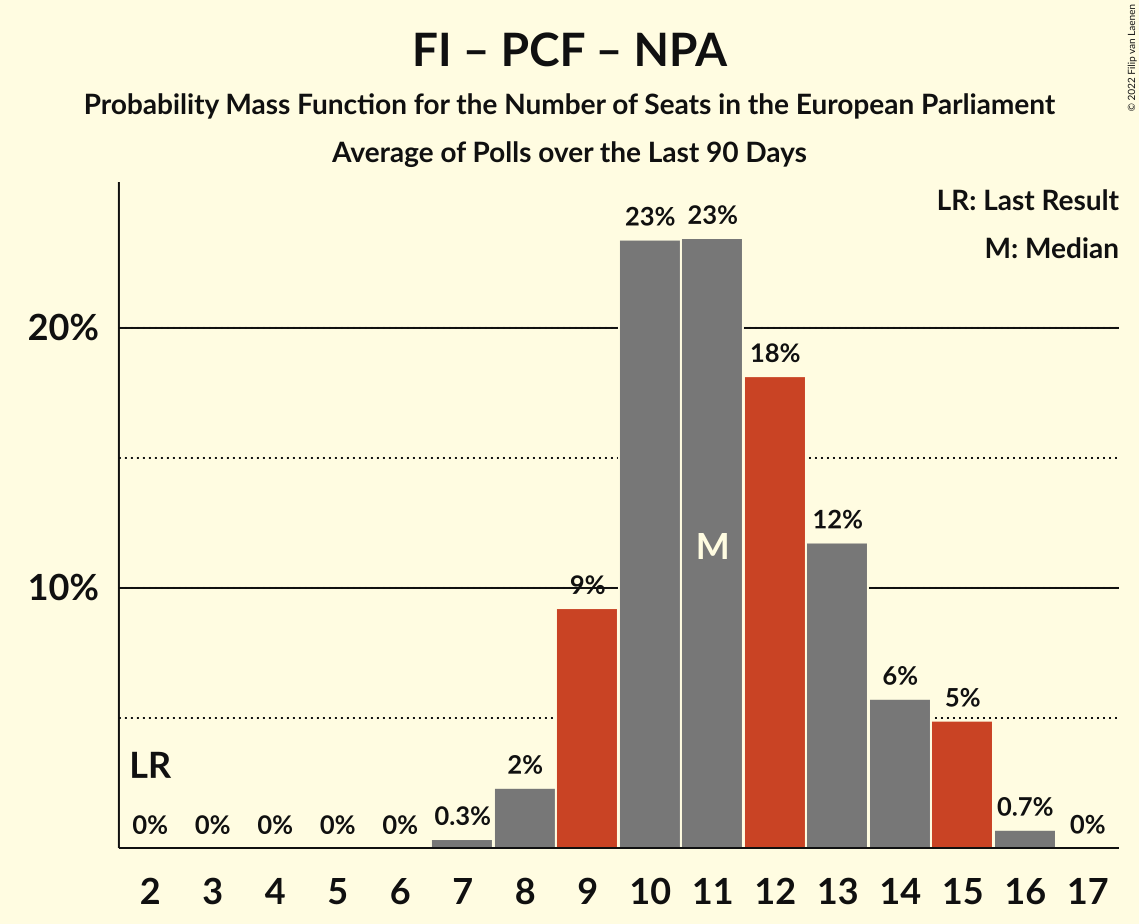 FI – PCF – NPA
Probability Mass Function for the Number of Seats in the European Parliament
Average of Polls over the Last 90 Days
© 2022 Filip van Laenen
LR: Last Result
M: Median
23% 23%
20%
18%
12%
M
10%
9%
6%
5%
LR
2%
0% 0% 0% 0% 0% 0.3% 0.7% 0%
2 3 4 5 6 7 8 9 10 11 12 13 14 15 16 17